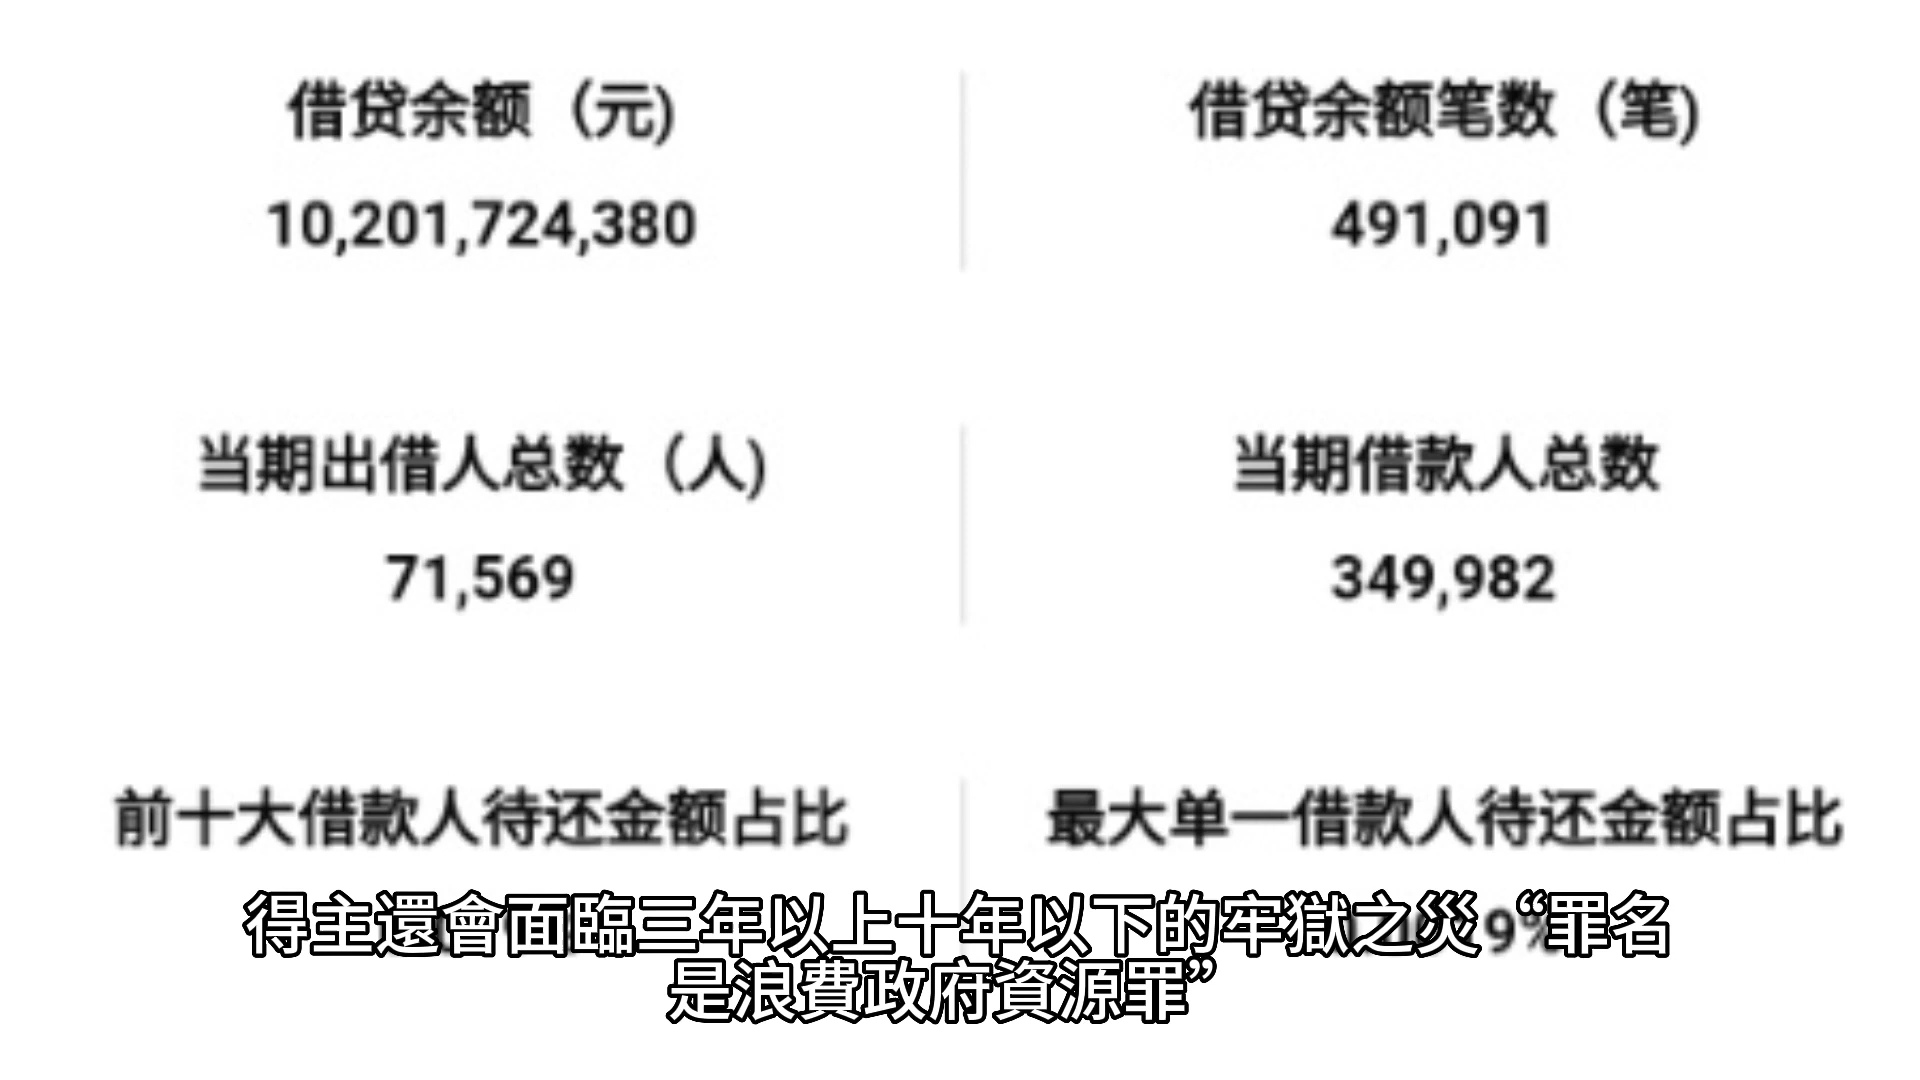 借贷余额（元)
借贷余额笔数（笔)
10,201,724,380
491,091
当期出借人总数（人)
当期借款人总数
71,569
349,982
前十大借款人待还金额占比
最大单一借款人待还金额占比
得主還會面臨三年以上十年以下的牢獄之災“罪名
是浪費政府資源罪”